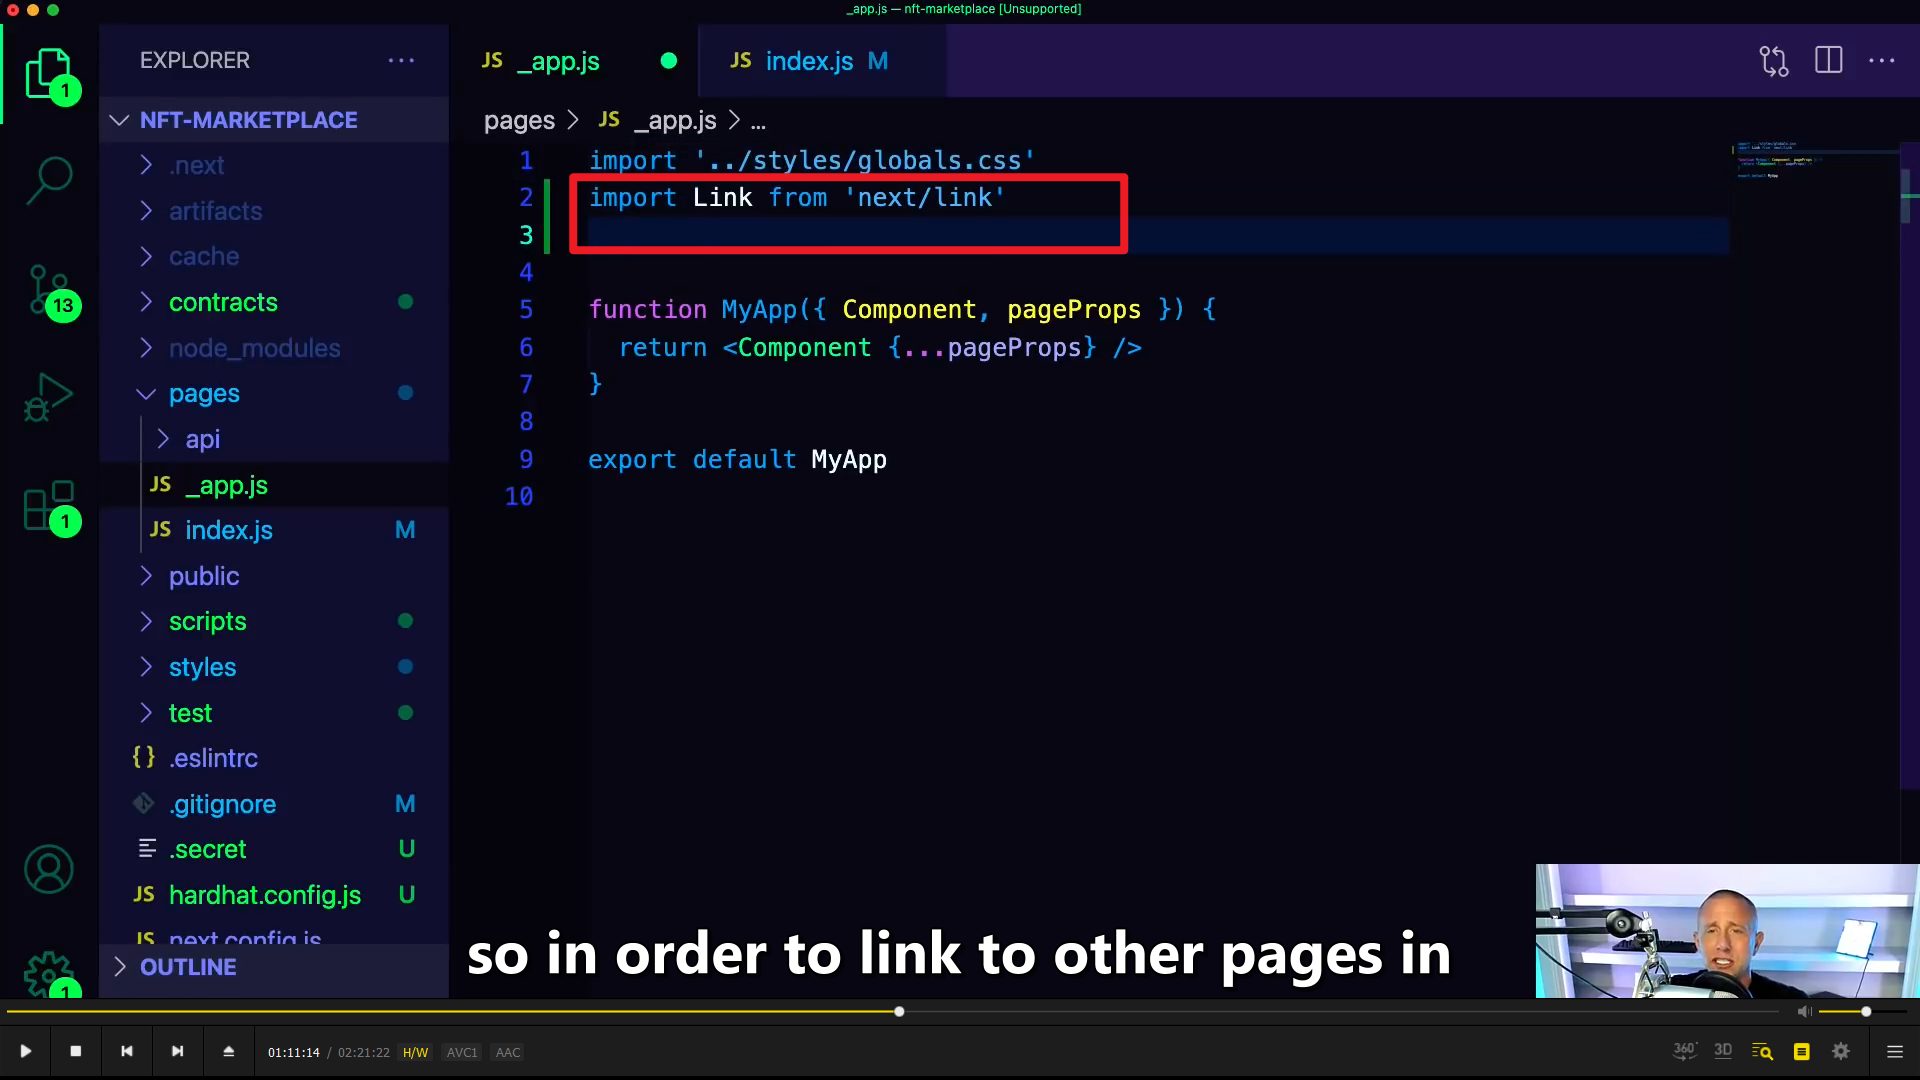 _app.js — nft-marketplace [Unsupported]
EXPLORER
JS _app.js
JS index.js M
NFT-MARKETPLACE
pages > JS _app.js > ...
.next
artifacts
cache
contracts
node_modules
pages
api
JS _app.js
JS index.js M
public
scripts
styles
test
{} .eslintrc
.gitignore M
.secret U
JS hardhat.config.js U
JS next.config.js
OUTLINE
1
13
1
1
1 import '../styles/globals.css'
2 import Link from 'next/link'
3
4
5 function MyApp({ Component, pageProps }) {
6 return <Component {...pageProps} />
7 }
8
9 export default MyApp
10
so in order to link to other pages in
01:11:14 / 02:21:22 H/W AVC1 AAC
360° 3D